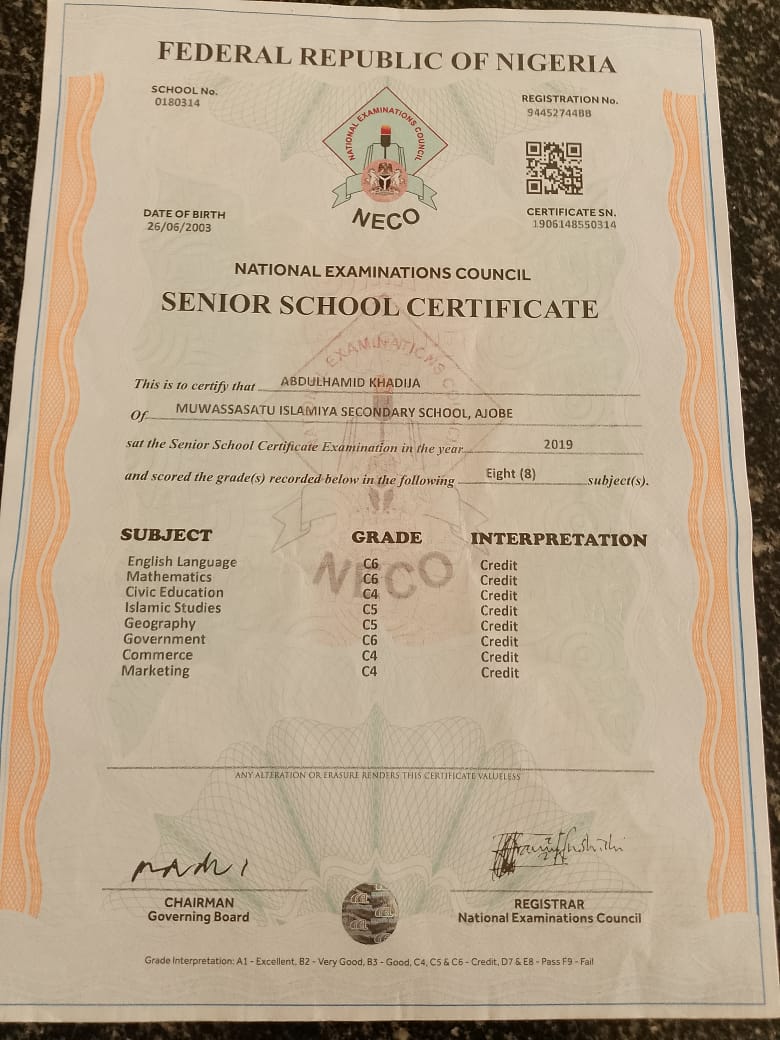 FEDERAL REPUBLIC OF NIGERIA
SCHOOL No.
0180314
REGISTRATION No.
9445274488
NATIONAL EXAMINATIONS COUNCIL
NECO
DATE OF BIRTH
26/06/2003
CERTIFICATE SN.
1906148550314
NATIONAL EXAMINATIONS COUNCIL
SENIOR SCHOOL CERTIFICATE
This is to certify that ABDULHAMID KHADIJA
Of MUWASSASATU ISLAMIYA SECONDARY SCHOOL, AJOBE
sat the Senior School Certificate Examination in the year 2019
and scored the grade(s) recorded below in the following Eight (8) subject(s).
SUBJECT GRADE INTERPRETATION
English Language C6 Credit
Mathematics C6 Credit
Civic Education C4 Credit
Islamic Studies C5 Credit
Geography C5 Credit
Government C6 Credit
Commerce C4 Credit
Marketing C4 Credit
NECO
ANY ALTERATION OR ERASURE RENDERS THIS CERTIFICATE VALUELESS
CHAIRMAN
Governing Board
REGISTRAR
National Examinations Council
Grade Interpretation: A1 - Excellent, B2 - Very Good, B3 - Good, C4, C5 & C6 - Credit, D7 & E8 - Pass F9 - Fail